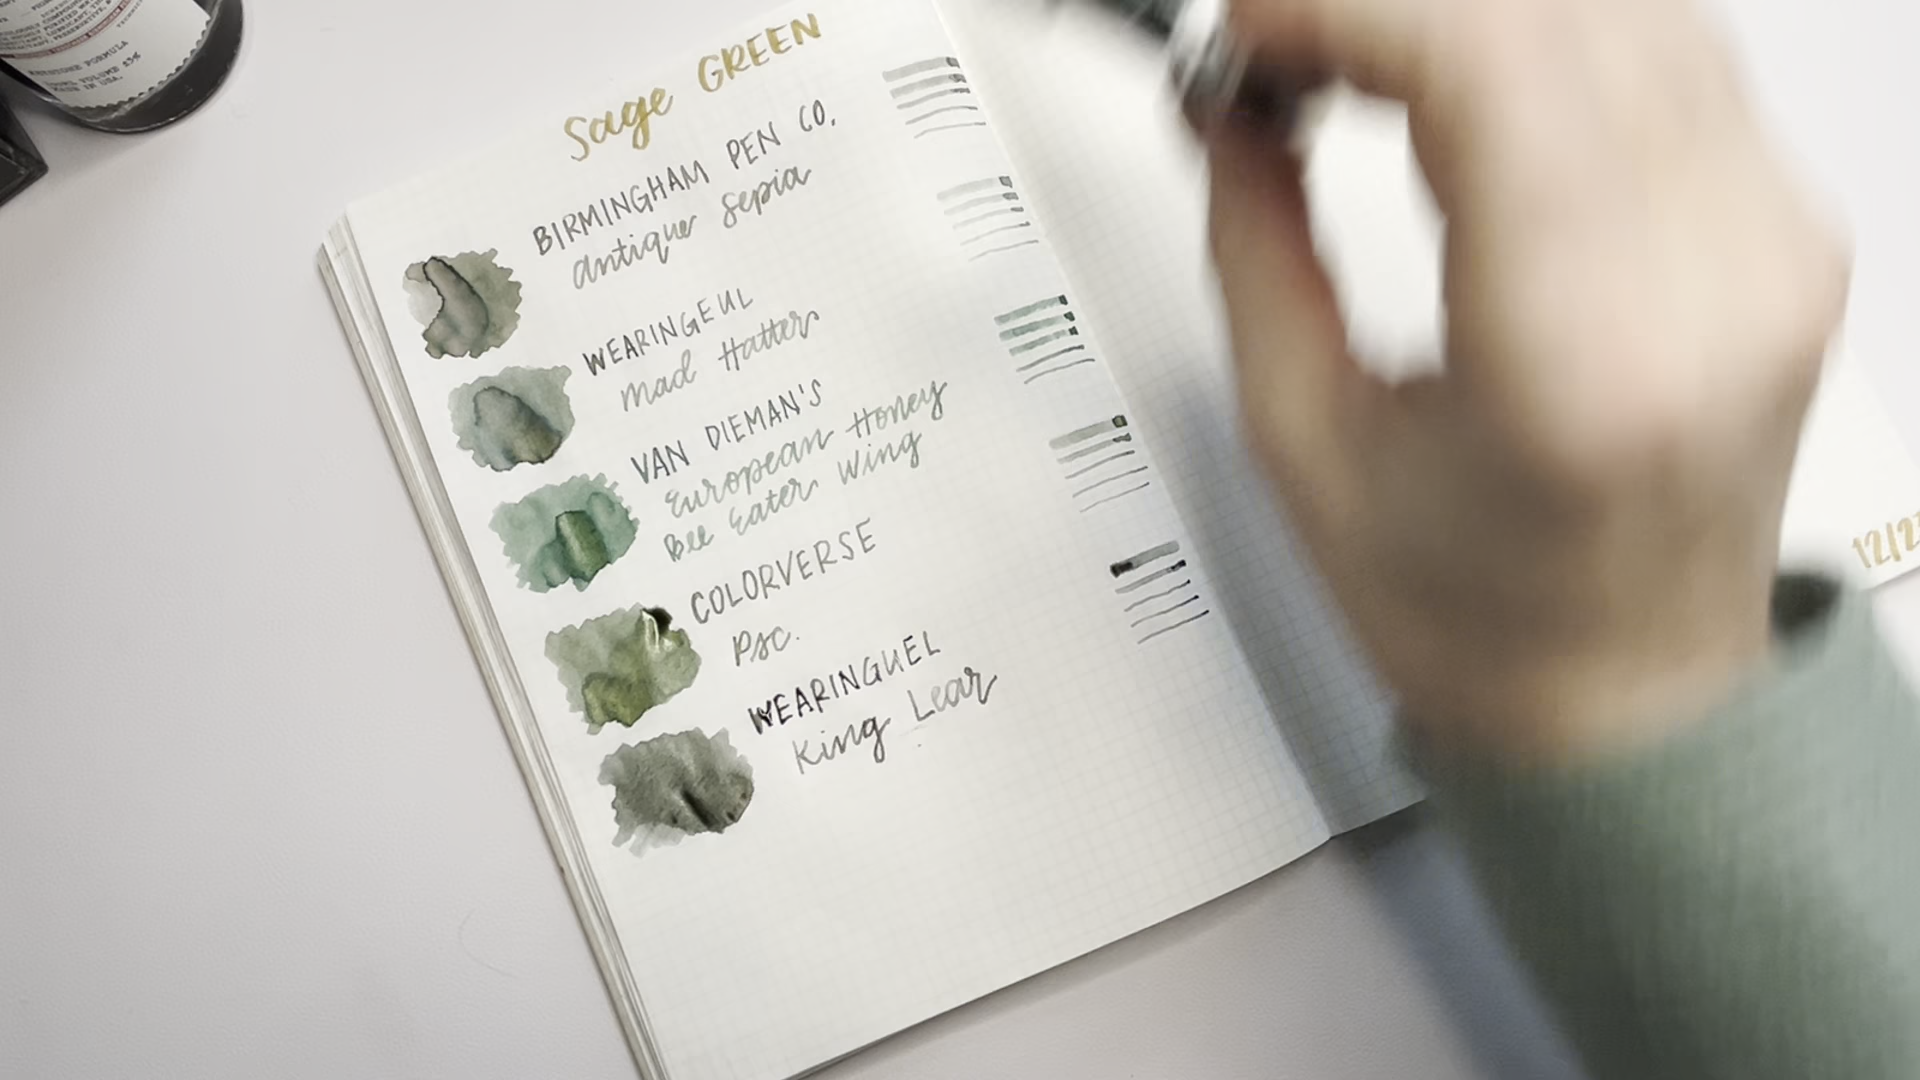 Sage GREEN
BIRMINGHAM PEN CO.
Antique Sepia
WEARINGEUL
Mad Hatter
VAN DIEMAN'S
European Honey
Bee Eater Wing
COLORVERSE
PSC.
WEARINGUEL
King Lear